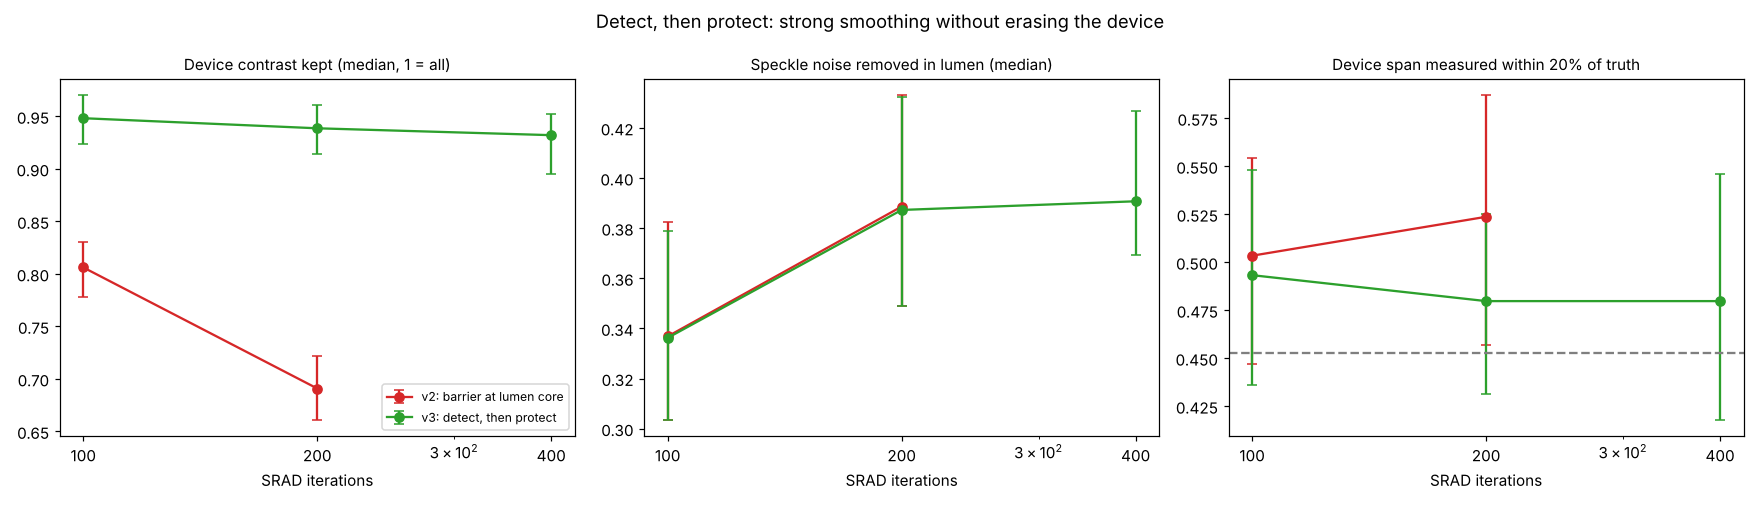 Detect, then protect: strong smoothing without erasing the device
Device contrast kept (median, 1 = all)
0.95
0.90
0.85
0.80
0.75
0.70
0.65
100
200
3 × 10²
400
SRAD iterations
v2: barrier at lumen core
v3: detect, then protect
Speckle noise removed in lumen (median)
0.42
0.40
0.38
0.36
0.34
0.32
0.30
100
200
3 × 10²
400
SRAD iterations
Device span measured within 20% of truth
0.575
0.550
0.525
0.500
0.475
0.450
0.425
100
200
3 × 10²
400
SRAD iterations